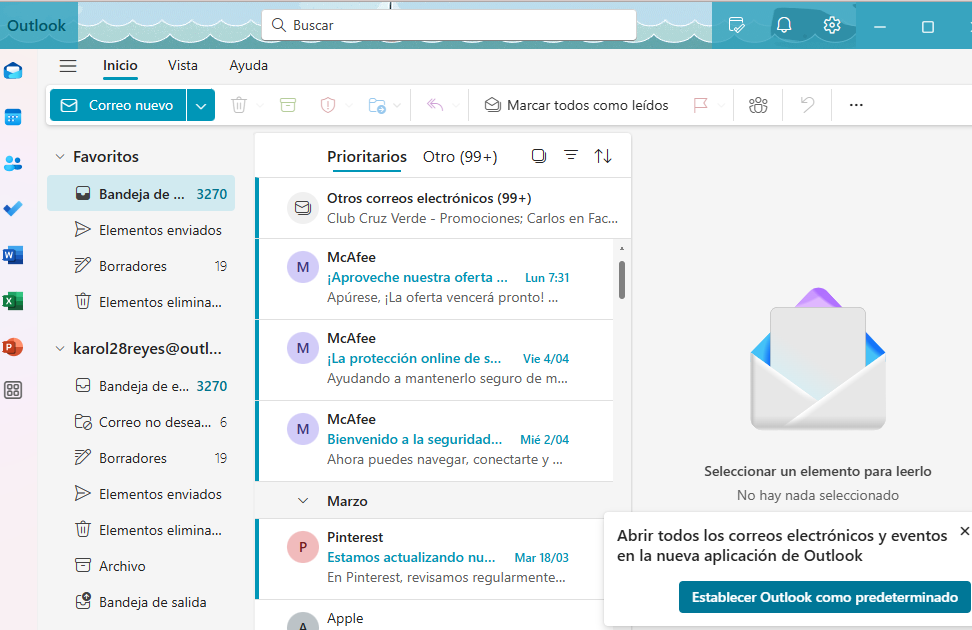 Outlook
Buscar
Inicio
Vista
Ayuda
Correo nuevo
Marcar todos como leídos
Favoritos
Bandeja de ... 3270
Elementos enviados
Borradores 19
Elementos elimina...
karol28reyes@outl...
Bandeja de e... 3270
Correo no desea... 6
Borradores 19
Elementos enviados
Elementos elimina...
Archivo
Bandeja de salida
Prioritarios Otro (99+)
Otros correos electrónicos (99+)
Club Cruz Verde - Promociones; Carlos en Fac...
M
McAfee
¡Aproveche nuestra oferta ... Lun 7:31
Apúrese, ¡La oferta vencerá pronto! ...
M
McAfee
¡La protección online de s... Vie 4/04
Ayudando a mantenerlo seguro de m...
M
McAfee
Bienvenido a la seguridad... Mié 2/04
Ahora puedes navegar, conectarte y ...
Marzo
P
Pinterest
Estamos actualizando nu... Mar 18/03
En Pinterest, revisamos regularmente...
A
Apple
Seleccionar un elemento para leerlo
No hay nada seleccionado
Abrir todos los correos electrónicos y eventos
en la nueva aplicación de Outlook
Establecer Outlook como predeterminado